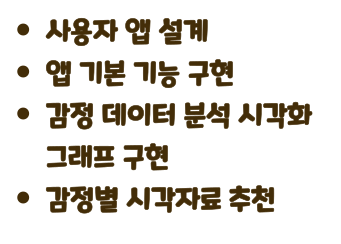 • 사용자 앱 설계
• 앱 기본 기능 구현
• 감정 데이터 분석 시각화
그래프 구현
• 감정별 시각자료 추천